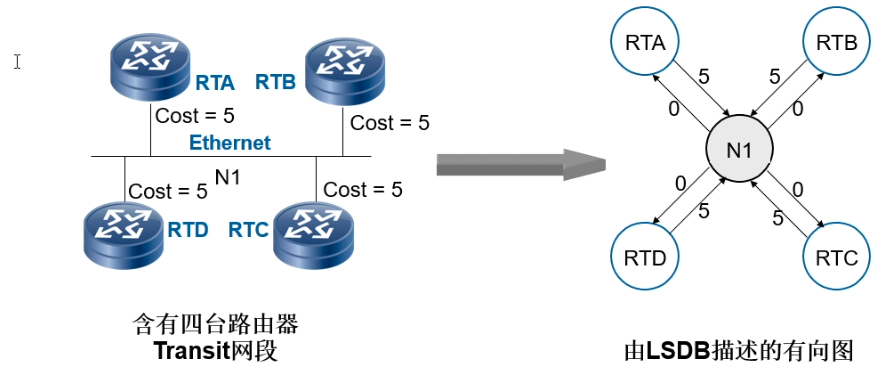 RTA
RTB
Cost = 5
Cost = 5
Ethernet
N1
Cost = 5
Cost = 5
RTD
RTC
含有四台路由器
Transit网段
RTA
RTB
5
5
0
0
N1
0
0
5
5
RTD
RTC
由LSDB描述的有向图